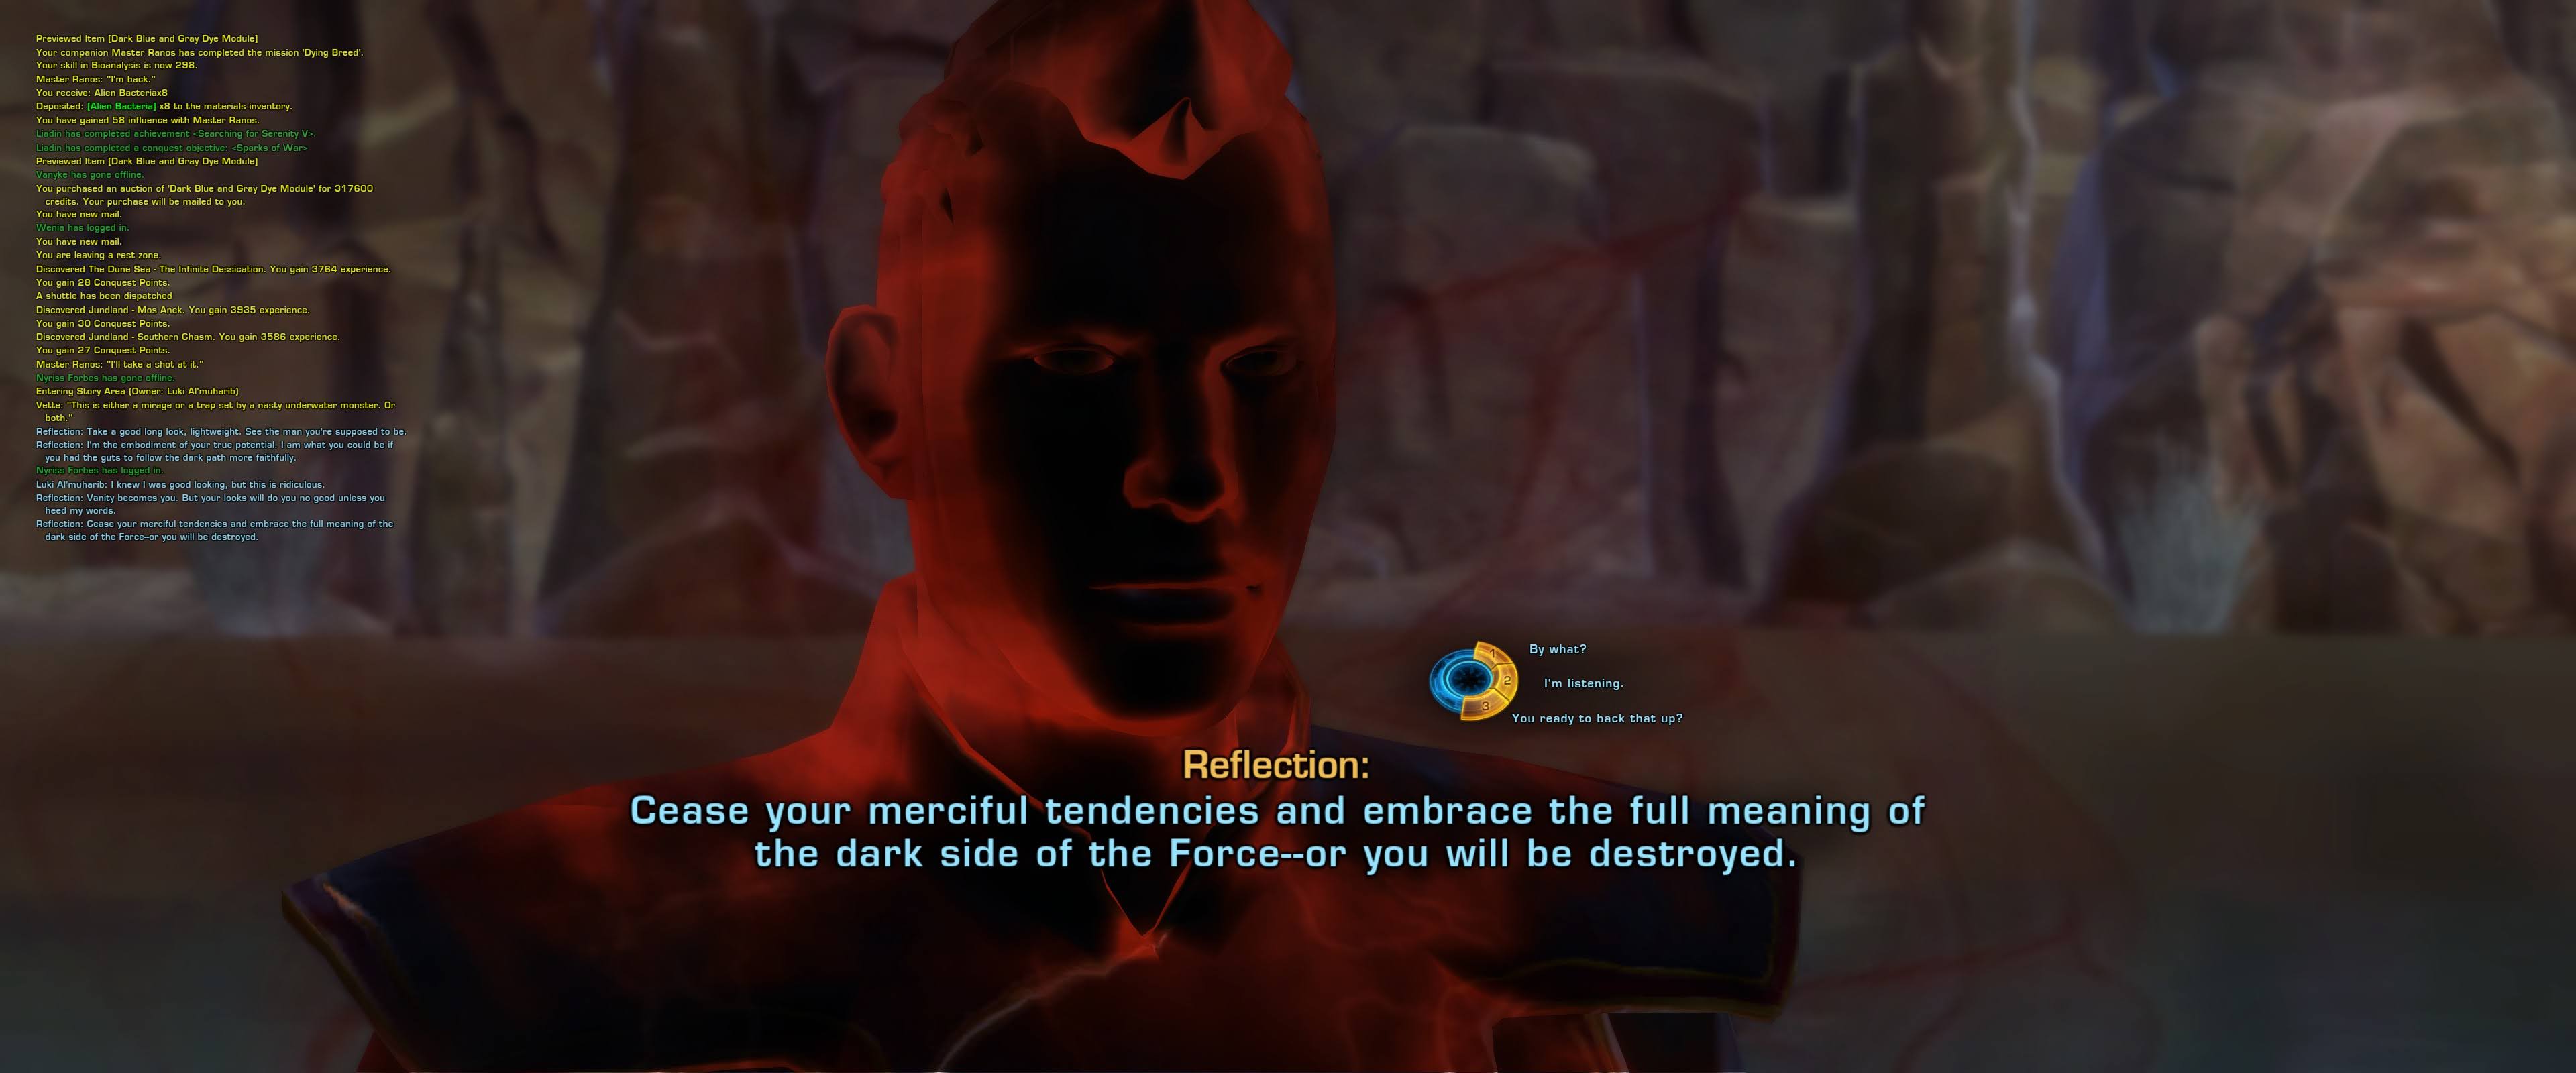 Previewed Item [Dark Blue and Gray Dye Module]
Your companion Master Ranos has completed the mission 'Dying Breed'.
Your skill in Bioanalysis is now 298.
Master Ranos: "I'm back."
You receive: Alien Bacteriax8
Deposited: [Alien Bacteria] x8 to the materials inventory.
You have gained 58 influence with Master Ranos.
Liadin has completed achievement <Searching for Serenity V>.
Liadin has completed a conquest objective: <Sparks of War>
Previewed Item [Dark Blue and Gray Dye Module]
Vanyke has gone offline.
You purchased an auction of 'Dark Blue and Gray Dye Module' for 317600
credits. Your purchase will be mailed to you.
You have new mail.
Wenia has logged in.
You have new mail.
You are leaving a rest zone.
Discovered The Dune Sea - The Infinite Dessication. You gain 3764 experience.
You gain 28 Conquest Points.
A shuttle has been dispatched
Discovered Jundland - Mos Anek. You gain 3935 experience.
You gain 30 Conquest Points.
Discovered Jundland - Southern Chasm. You gain 3586 experience.
You gain 27 Conquest Points.
Master Ranos: "I'll take a shot at it."
Nyriss Forbes has gone offline.
Entering Story Area (Owner: Luki Al'muharib)
Vette: "This is either a mirage or a trap set by a nasty underwater monster. Or
both."
Reflection: Take a good long look, lightweight. See the man you're supposed to be.
Reflection: I'm the embodiment of your true potential. I am what you could be if
you had the guts to follow the dark path more faithfully.
Nyriss Forbes has logged in.
Luki Al'muharib: I knew I was good looking, but this is ridiculous.
Reflection: Vanity becomes you. But your looks will do you no good unless you
heed my words.
Reflection: Cease your merciful tendencies and embrace the full meaning of the
dark side of the Force--or you will be destroyed.
1 By what?
2 I'm listening.
3 You ready to back that up?
Reflection:
Cease your merciful tendencies and embrace the full meaning of
the dark side of the Force--or you will be destroyed.